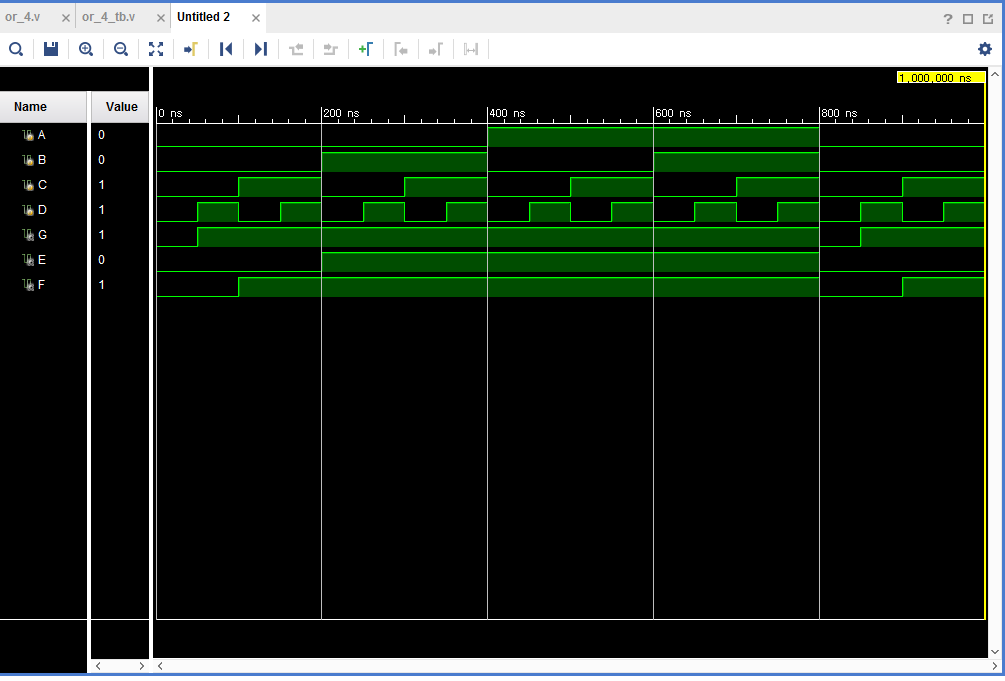 or_4.v × or_4_tb.v × Untitled 2 ×
?
1,000,000 ns
Name Value
0 ns 200 ns 400 ns 600 ns 800 ns
A 0
B 0
C 1
D 1
G 1
E 0
F 1